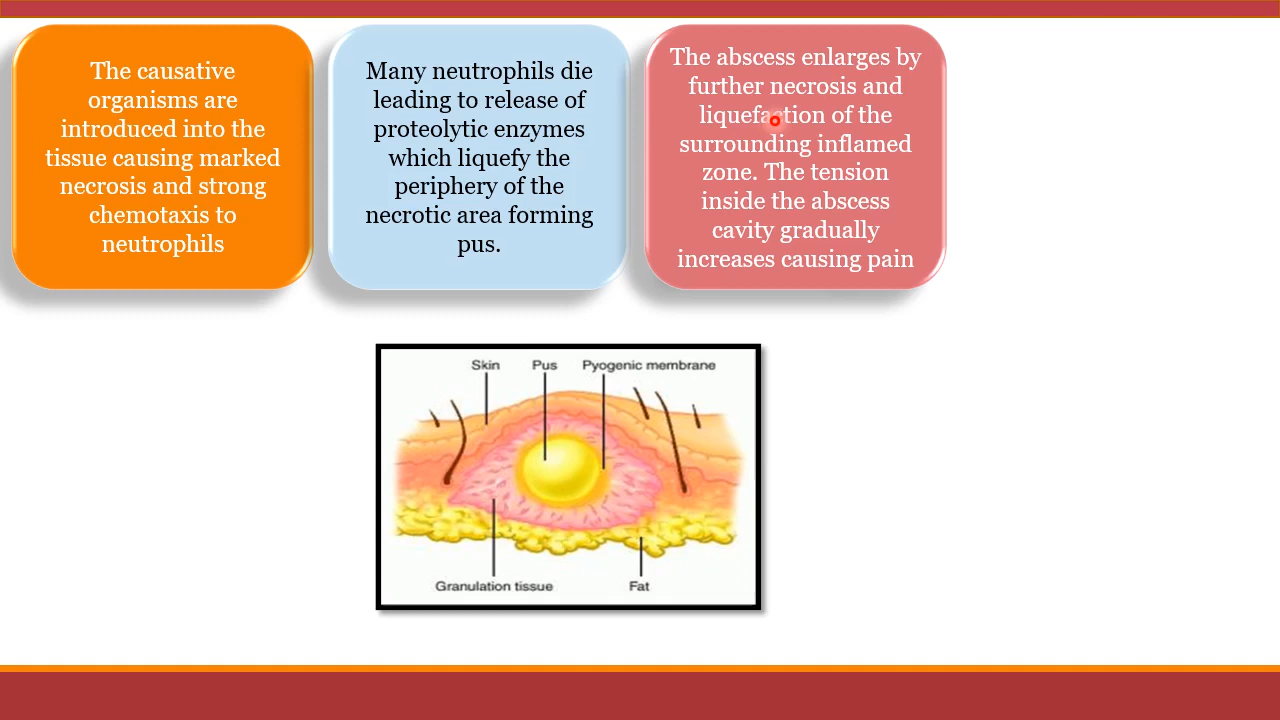 The causative
organisms are
introduced into the
tissue causing marked
necrosis and strong
chemotaxis to
neutrophils
Many neutrophils die
leading to release of
proteolytic enzymes
which liquefy the
periphery of the
necrotic area forming
pus.
The abscess enlarges by
further necrosis and
liquefaction of the
surrounding inflamed
zone. The tension
inside the abscess
cavity gradually
increases causing pain
Skin Pus Pyogenic membrane
Granulation tissue Fat